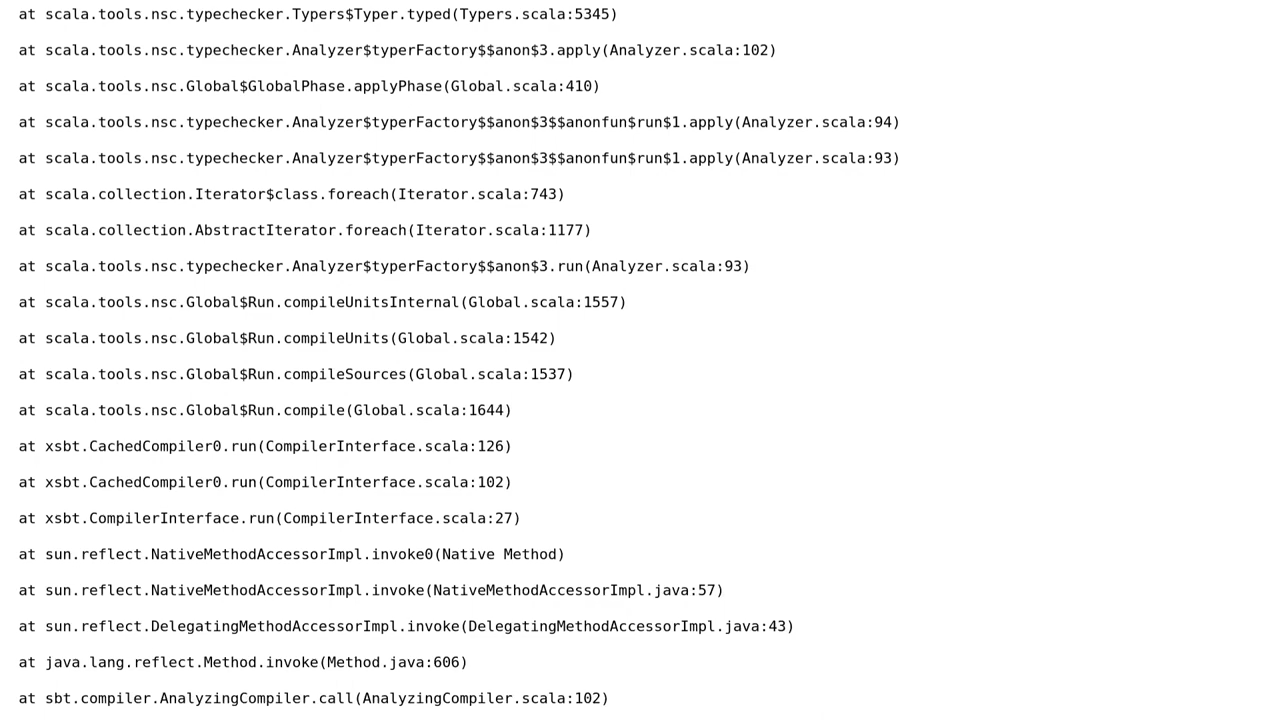 at scala.tools.nsc.typechecker.Typers$Typer.typed(Typers.scala:5345)
at scala.tools.nsc.typechecker.Analyzer$typerFactory$$anon$3.apply(Analyzer.scala:102)
at scala.tools.nsc.Global$GlobalPhase.applyPhase(Global.scala:410)
at scala.tools.nsc.typechecker.Analyzer$typerFactory$$anon$3$$anonfun$run$1.apply(Analyzer.scala:94)
at scala.tools.nsc.typechecker.Analyzer$typerFactory$$anon$3$$anonfun$run$1.apply(Analyzer.scala:93)
at scala.collection.Iterator$class.foreach(Iterator.scala:743)
at scala.collection.AbstractIterator.foreach(Iterator.scala:1177)
at scala.tools.nsc.typechecker.Analyzer$typerFactory$$anon$3.run(Analyzer.scala:93)
at scala.tools.nsc.Global$Run.compileUnitsInternal(Global.scala:1557)
at scala.tools.nsc.Global$Run.compileUnits(Global.scala:1542)
at scala.tools.nsc.Global$Run.compileSources(Global.scala:1537)
at scala.tools.nsc.Global$Run.compile(Global.scala:1644)
at xsbt.CachedCompiler0.run(CompilerInterface.scala:126)
at xsbt.CachedCompiler0.run(CompilerInterface.scala:102)
at xsbt.CompilerInterface.run(CompilerInterface.scala:27)
at sun.reflect.NativeMethodAccessorImpl.invoke0(Native Method)
at sun.reflect.NativeMethodAccessorImpl.invoke(NativeMethodAccessorImpl.java:57)
at sun.reflect.DelegatingMethodAccessorImpl.invoke(DelegatingMethodAccessorImpl.java:43)
at java.lang.reflect.Method.invoke(Method.java:606)
at sbt.compiler.AnalyzingCompiler.call(AnalyzingCompiler.scala:102)